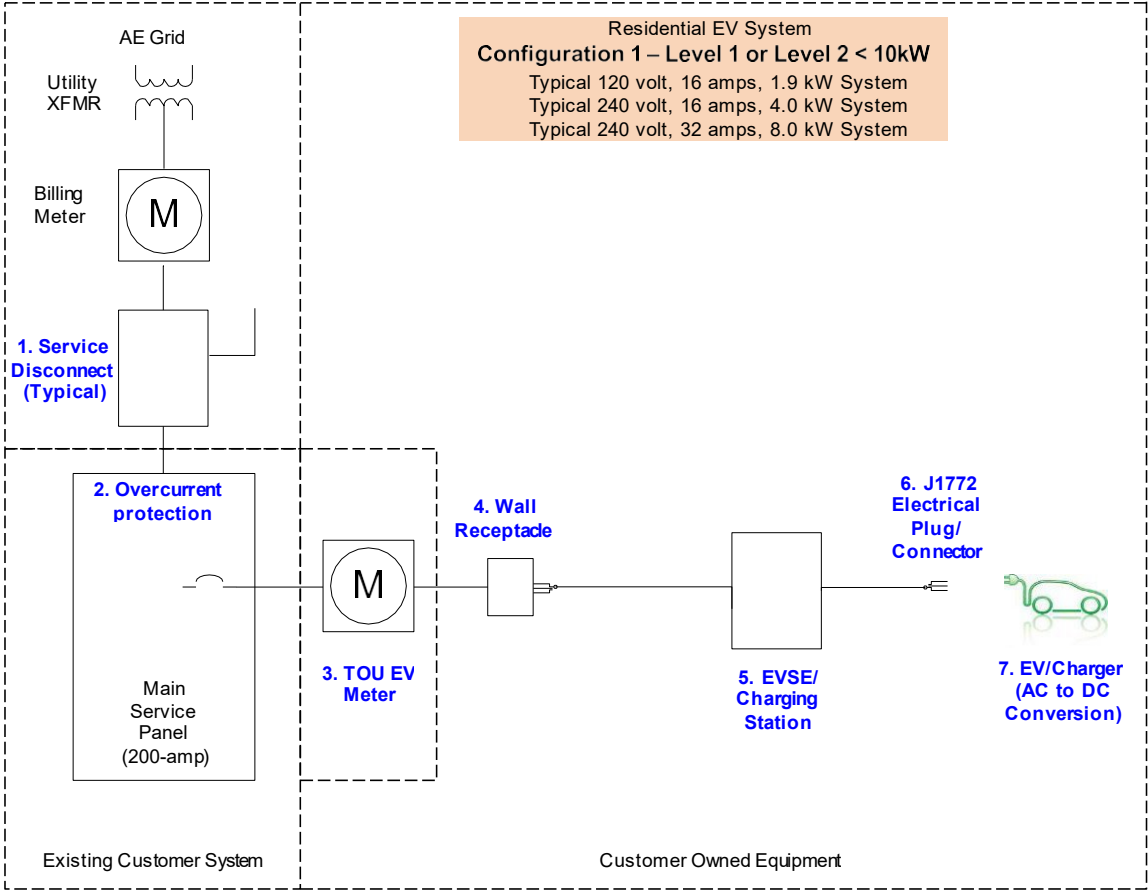 AE Grid
Utility
XFMR
Billing
Meter
M
1. Service
Disconnect
(Typical)
Residential EV System
Configuration 1 – Level 1 or Level 2 < 10kW
Typical 120 volt, 16 amps, 1.9 kW System
Typical 240 volt, 16 amps, 4.0 kW System
Typical 240 volt, 32 amps, 8.0 kW System
2. Overcurrent
protection
Main
Service
Panel
(200-amp)
M
3. TOU EV
Meter
4. Wall
Receptacle
5. EVSE/
Charging
Station
6. J1772
Electrical
Plug/
Connector
7. EV/Charger
(AC to DC
Conversion)
Existing Customer System
Customer Owned Equipment